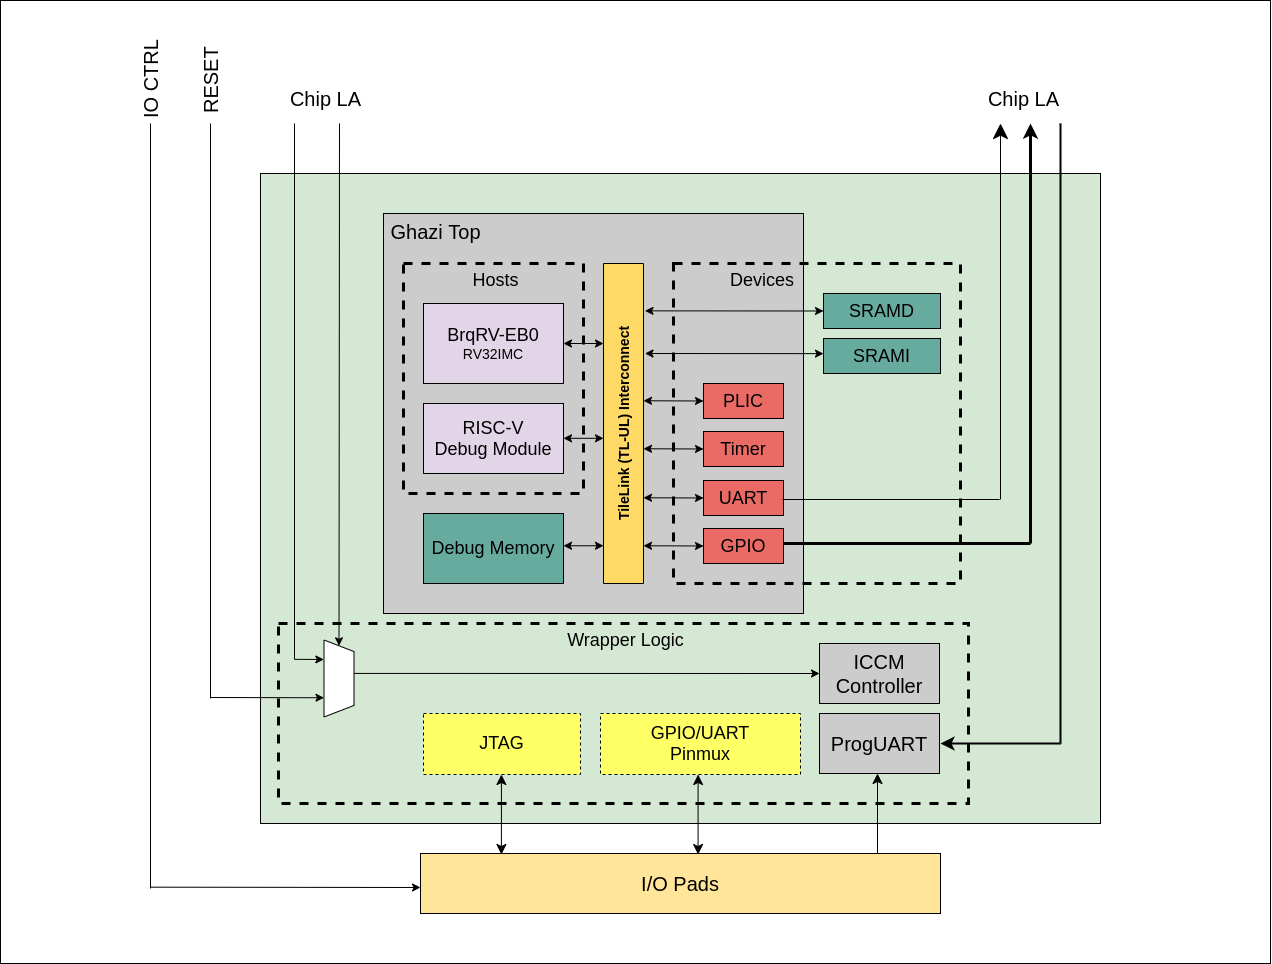 IO CTRL
RESET
Chip LA
Chip LA
Ghazi Top
Hosts
BrqRV-EB0
RV32IMC
RISC-V
Debug Module
Debug Memory
TileLink (TL-UL) Interconnect
Devices
SRAMD
SRAMI
PLIC
Timer
UART
GPIO
Wrapper Logic
ICCM
Controller
JTAG
GPIO/UART
Pinmux
ProgUART
I/O Pads